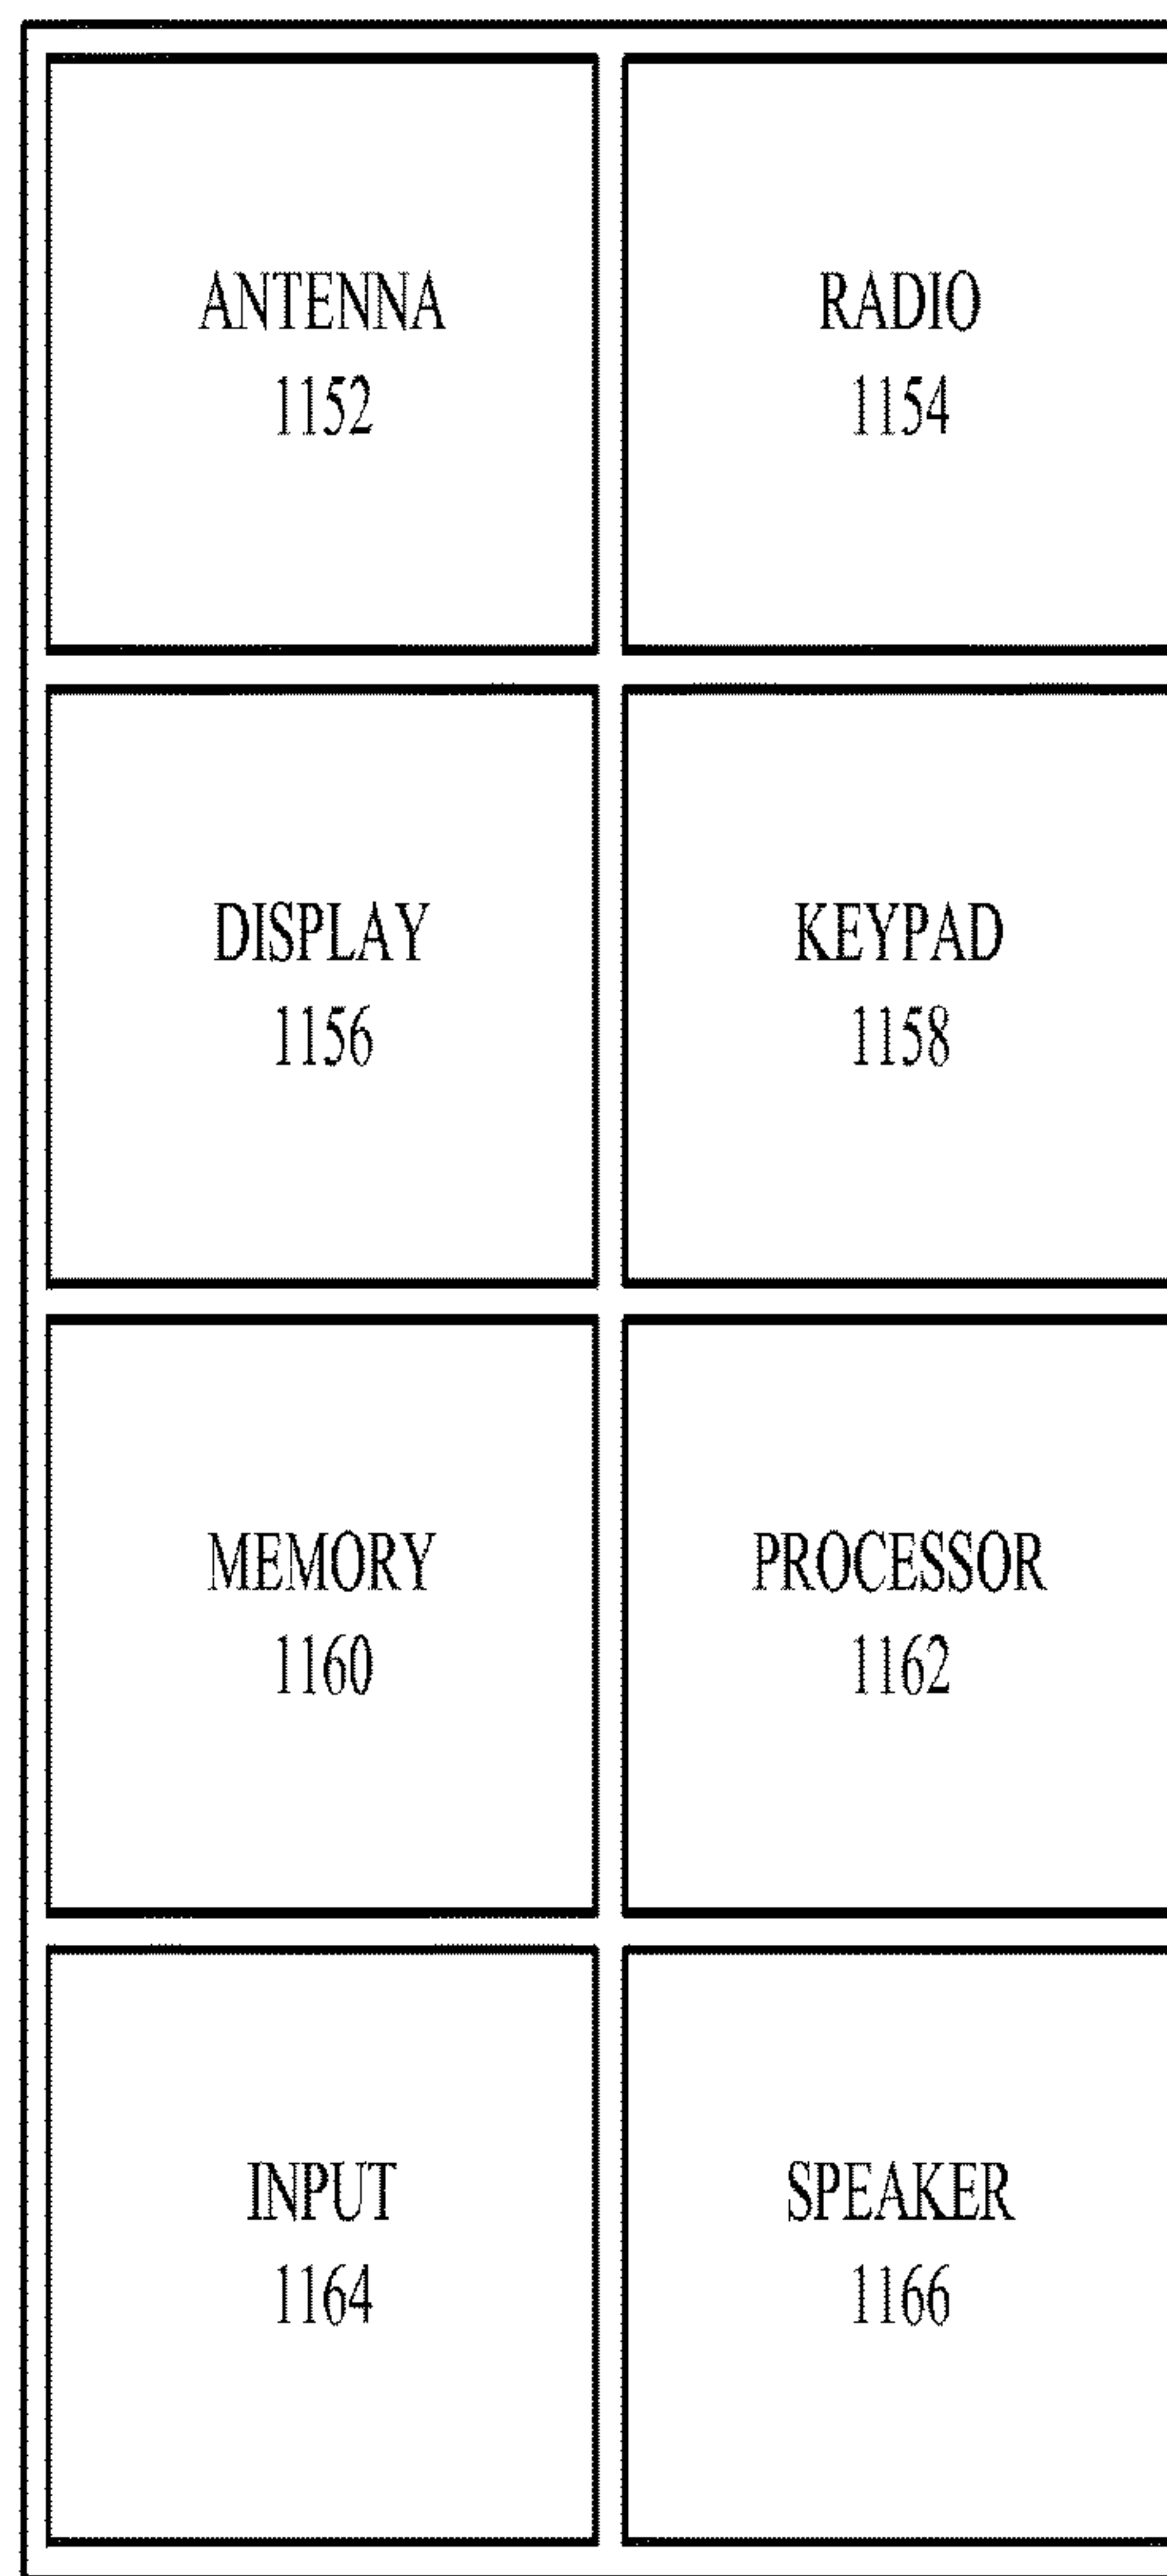 ANTENNA
1152
RADIO
1154
DISPLAY
1156
KEYPAD
1158
MEMORY
1160
PROCESSOR
1162
INPUT
1164
SPEAKER
1166